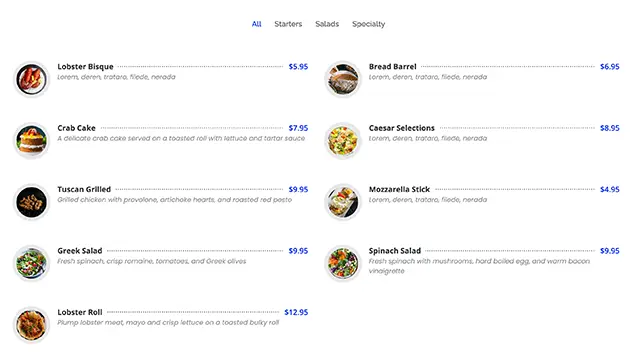 All Starters Salads Specialty
Lobster Bisque $5.95
Lorem, deren, trataro, filede, nerada
Bread Barrel $6.95
Lorem, deren, trataro, filede, nerada
Crab Cake $7.95
A delicate crab cake served on a toasted roll with lettuce and tartar sauce
Caesar Selections $8.95
Lorem, deren, trataro, filede, nerada
Tuscan Grilled $9.95
Grilled chicken with provolone, artichoke hearts, and roasted red pesto
Mozzarella Stick $4.95
Lorem, deren, trataro, filede, nerada
Greek Salad $9.95
Fresh spinach, crisp romaine, tomatoes, and Greek olives
Spinach Salad $9.95
Fresh spinach with mushrooms, hard boiled egg, and warm bacon
vinaigrette
Lobster Roll $12.95
Plump lobster meat, mayo and crisp lettuce on a toasted bulky roll